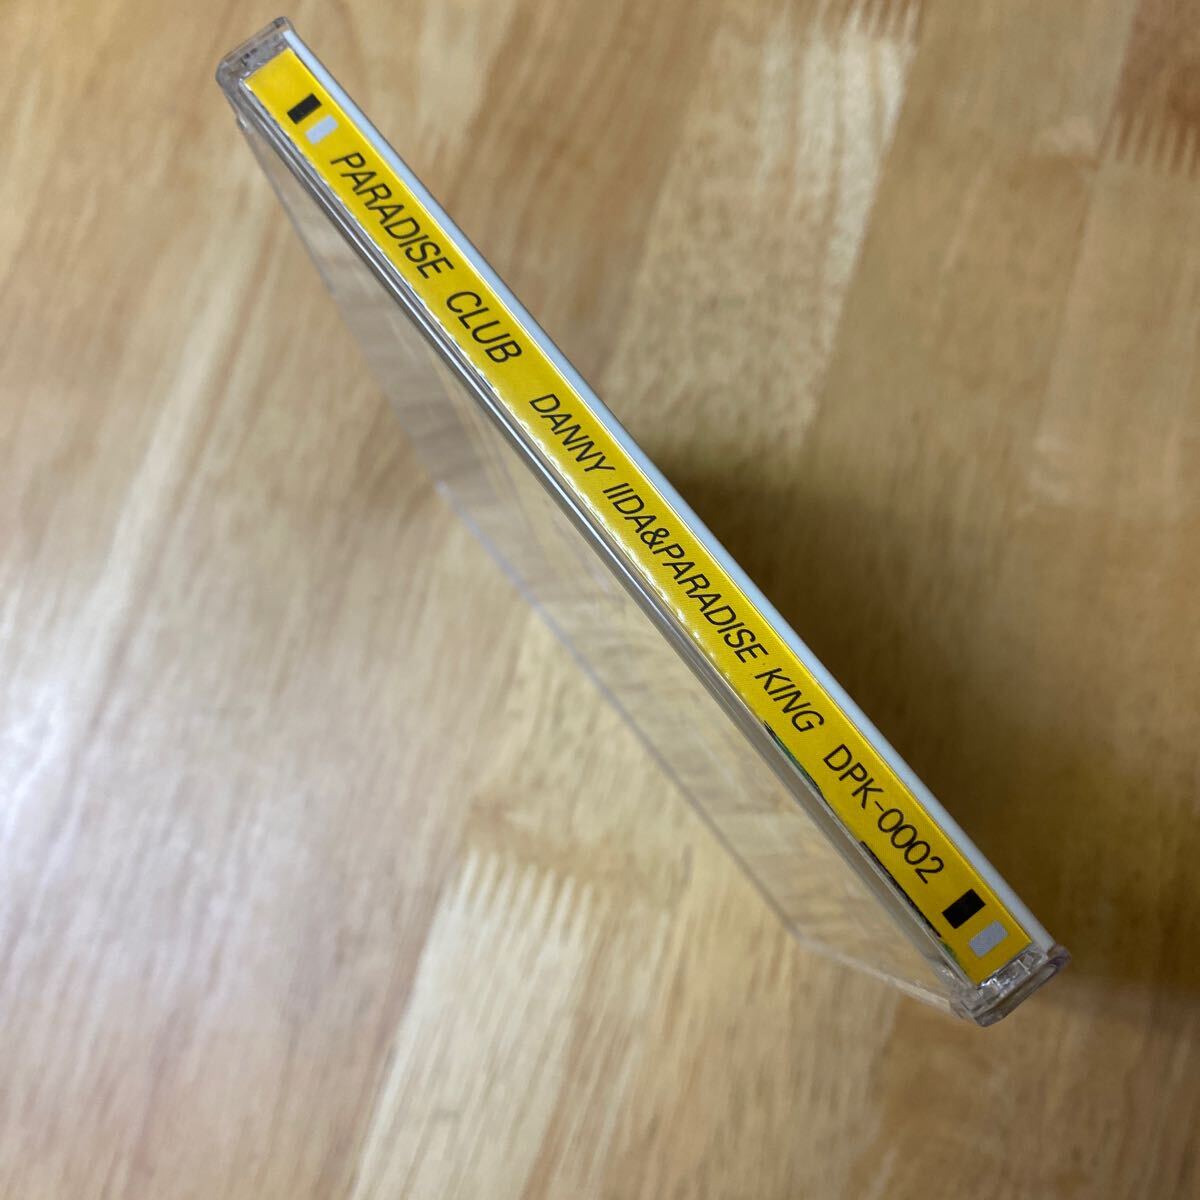 PARADISE CLUB DANNY IIDA&PARADISE KING DPK-0002